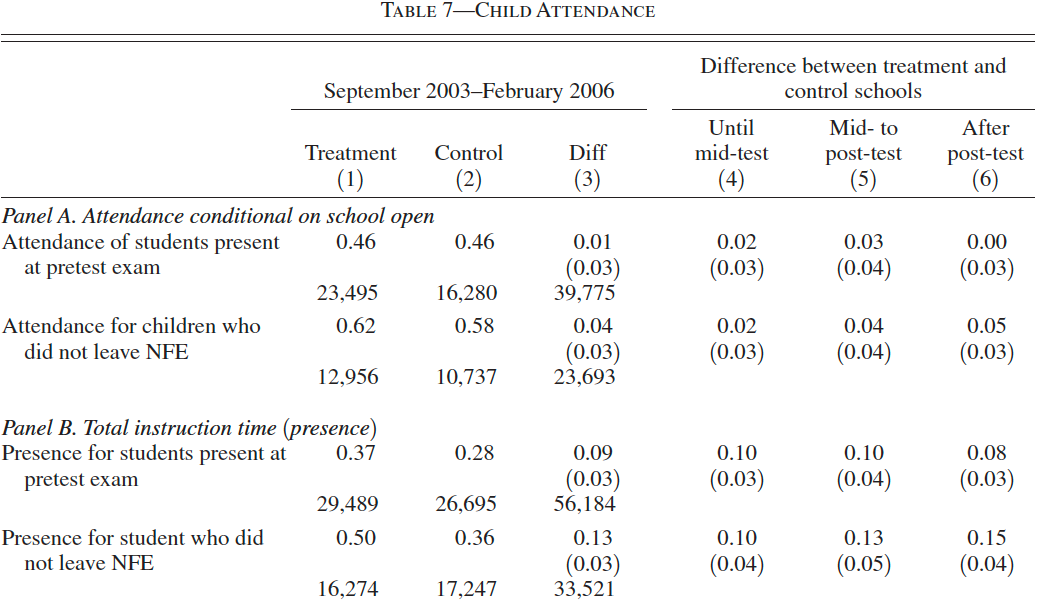 TABLE 7—CHILD ATTENDANCE
September 2003–February 2006 Difference between treatment and control schools
Treatment Control Diff Until mid-test Mid- to post-test After post-test
(1) (2) (3) (4) (5) (6)
Panel A. Attendance conditional on school open
Attendance of students present 0.46 0.46 0.01 0.02 0.03 0.00
at pretest exam (0.03) (0.03) (0.04) (0.03)
23,495 16,280 39,775
Attendance for children who 0.62 0.58 0.04 0.02 0.04 0.05
did not leave NFE (0.03) (0.03) (0.04) (0.03)
12,956 10,737 23,693
Panel B. Total instruction time (presence)
Presence for students present at 0.37 0.28 0.09 0.10 0.10 0.08
pretest exam (0.03) (0.03) (0.04) (0.03)
29,489 26,695 56,184
Presence for student who did 0.50 0.36 0.13 0.10 0.13 0.15
not leave NFE (0.03) (0.04) (0.05) (0.04)
16,274 17,247 33,521